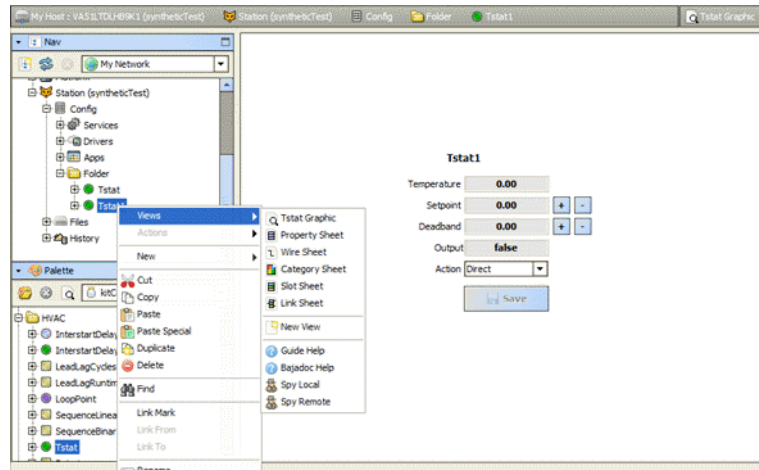 My Host : VAS1LTDLHB9K1 (syntheticTest)
Station (syntheticTest)
Config
Folder
Tstat1
Tstat Graphic
Nav
My Network
Station (syntheticTest)
Config
Services
Drivers
Apps
Folder
Tstat
Tstat1
Files
History
Palette
kitC
HVAC
InterstartDelay
InterstartDelay
LeadLagCycles
LeadLagRuntim
LoopPoint
SequenceLinea
SequenceBinar
Tstat
Views
Actions
New
Cut
Copy
Paste
Paste Special
Duplicate
Delete
Find
Link Mark
Link From
Link To
Rename
Tstat Graphic
Property Sheet
Wire Sheet
Category Sheet
Slot Sheet
Link Sheet
New View
Guide Help
Bajadoc Help
Spy Local
Spy Remote
Tstat1
Temperature 0.00
Setpoint 0.00 + -
Deadband 0.00 + -
Output false
Action Direct
Save